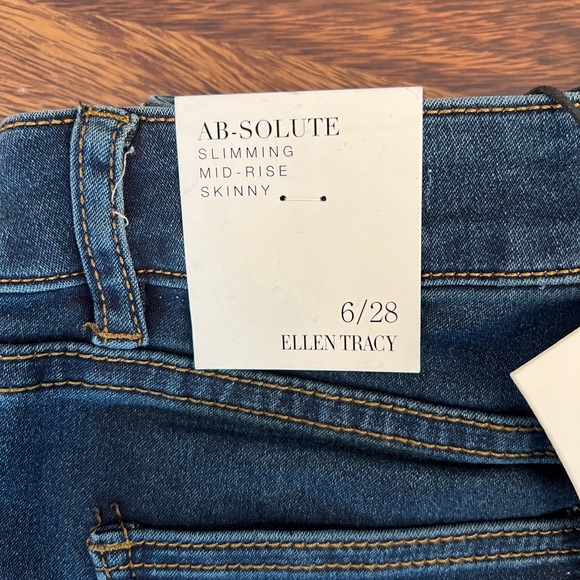 AB-SOLUTE
SLIMMING
MID-RISE
SKINNY
6/28
ELLEN TRACY